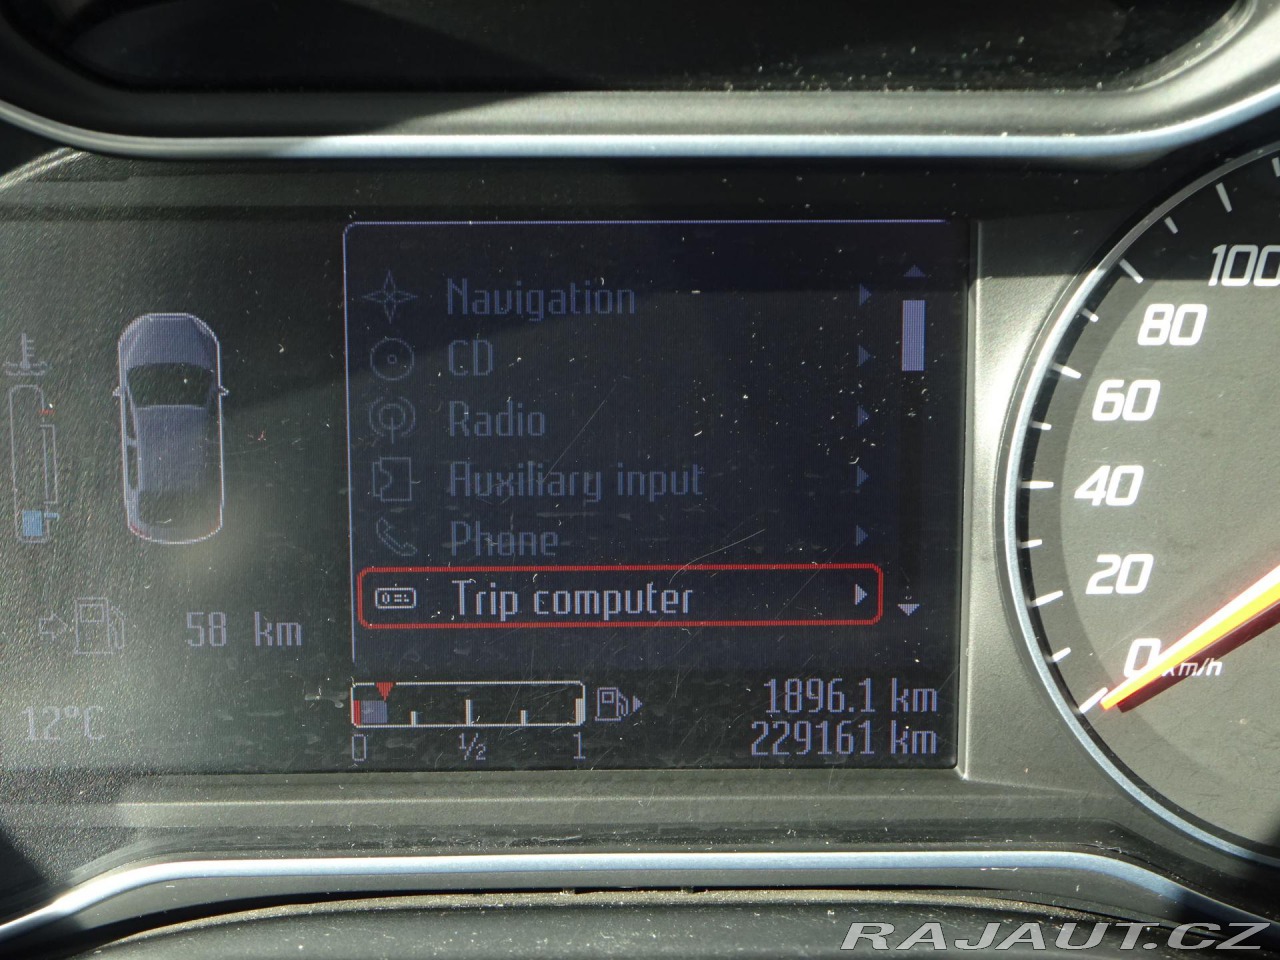 Navigation
CD
Radio
Auxiliary input
Phone
Trip computer
58 km
12°C
0 ½ 1
1896.1 km
229161 km
100
80
60
40
20
0
km/h
RAJAUT.CZ